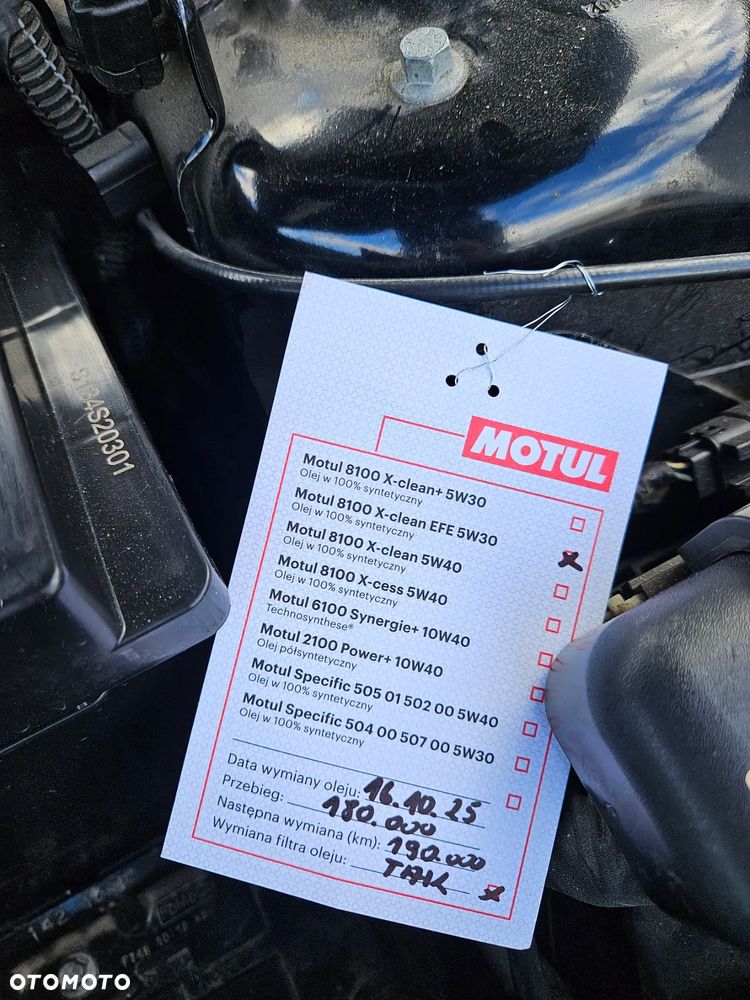 MOTUL
Motul 8100 X-clean+ 5W30
Olej w 100% syntetyczny
Motul 8100 X-clean EFE 5W30
Olej w 100% syntetyczny
Motul 8100 X-clean 5W40
Olej w 100% syntetyczny
Motul 8100 X-cess 5W40
Olej w 100% syntetyczny
Motul 6100 Synergie+ 10W40
Technosynthese®
Motul 2100 Power+ 10W40
Olej półsyntetyczny
Motul Specific 505 01 502 00 5W40
Olej w 100% syntetyczny
Motul Specific 504 00 507 00 5W30
Olej w 100% syntetyczny
Data wymiany oleju: 16.10.25
Przebieg: 180.000
Następna wymiana (km): 190.000
Wymiana filtra oleju: TAK
OTOMOTO